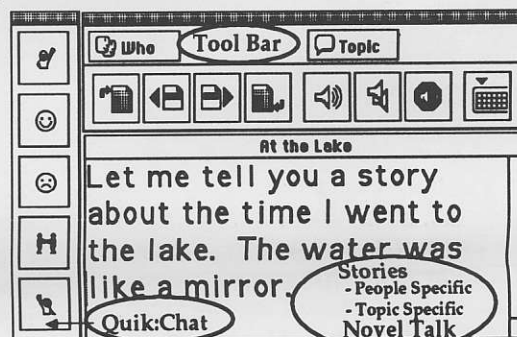 Who
Tool Bar
Topic
At the Lake
Let me tell you a story
about the time I went to
the lake. The water was
like a mirror.
Stories
- People Specific
- Topic Specific
Novel Talk
Quik:Chat